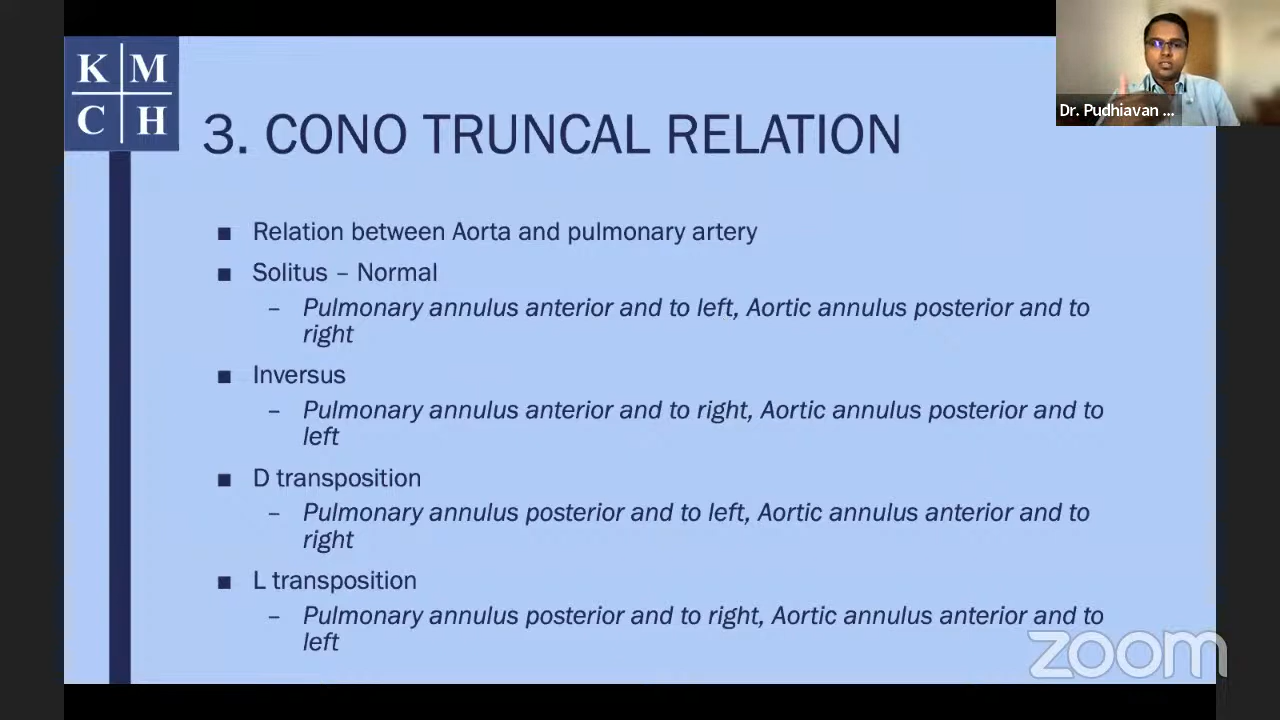 K M
C H
Dr. Pudhiavan ...
3. CONO TRUNCAL RELATION
■ Relation between Aorta and pulmonary artery
■ Solitus – Normal
– Pulmonary annulus anterior and to left, Aortic annulus posterior and to
right
■ Inversus
– Pulmonary annulus anterior and to right, Aortic annulus posterior and to
left
■ D transposition
– Pulmonary annulus posterior and to left, Aortic annulus anterior and to
right
■ L transposition
– Pulmonary annulus posterior and to right, Aortic annulus anterior and to
left
zoom